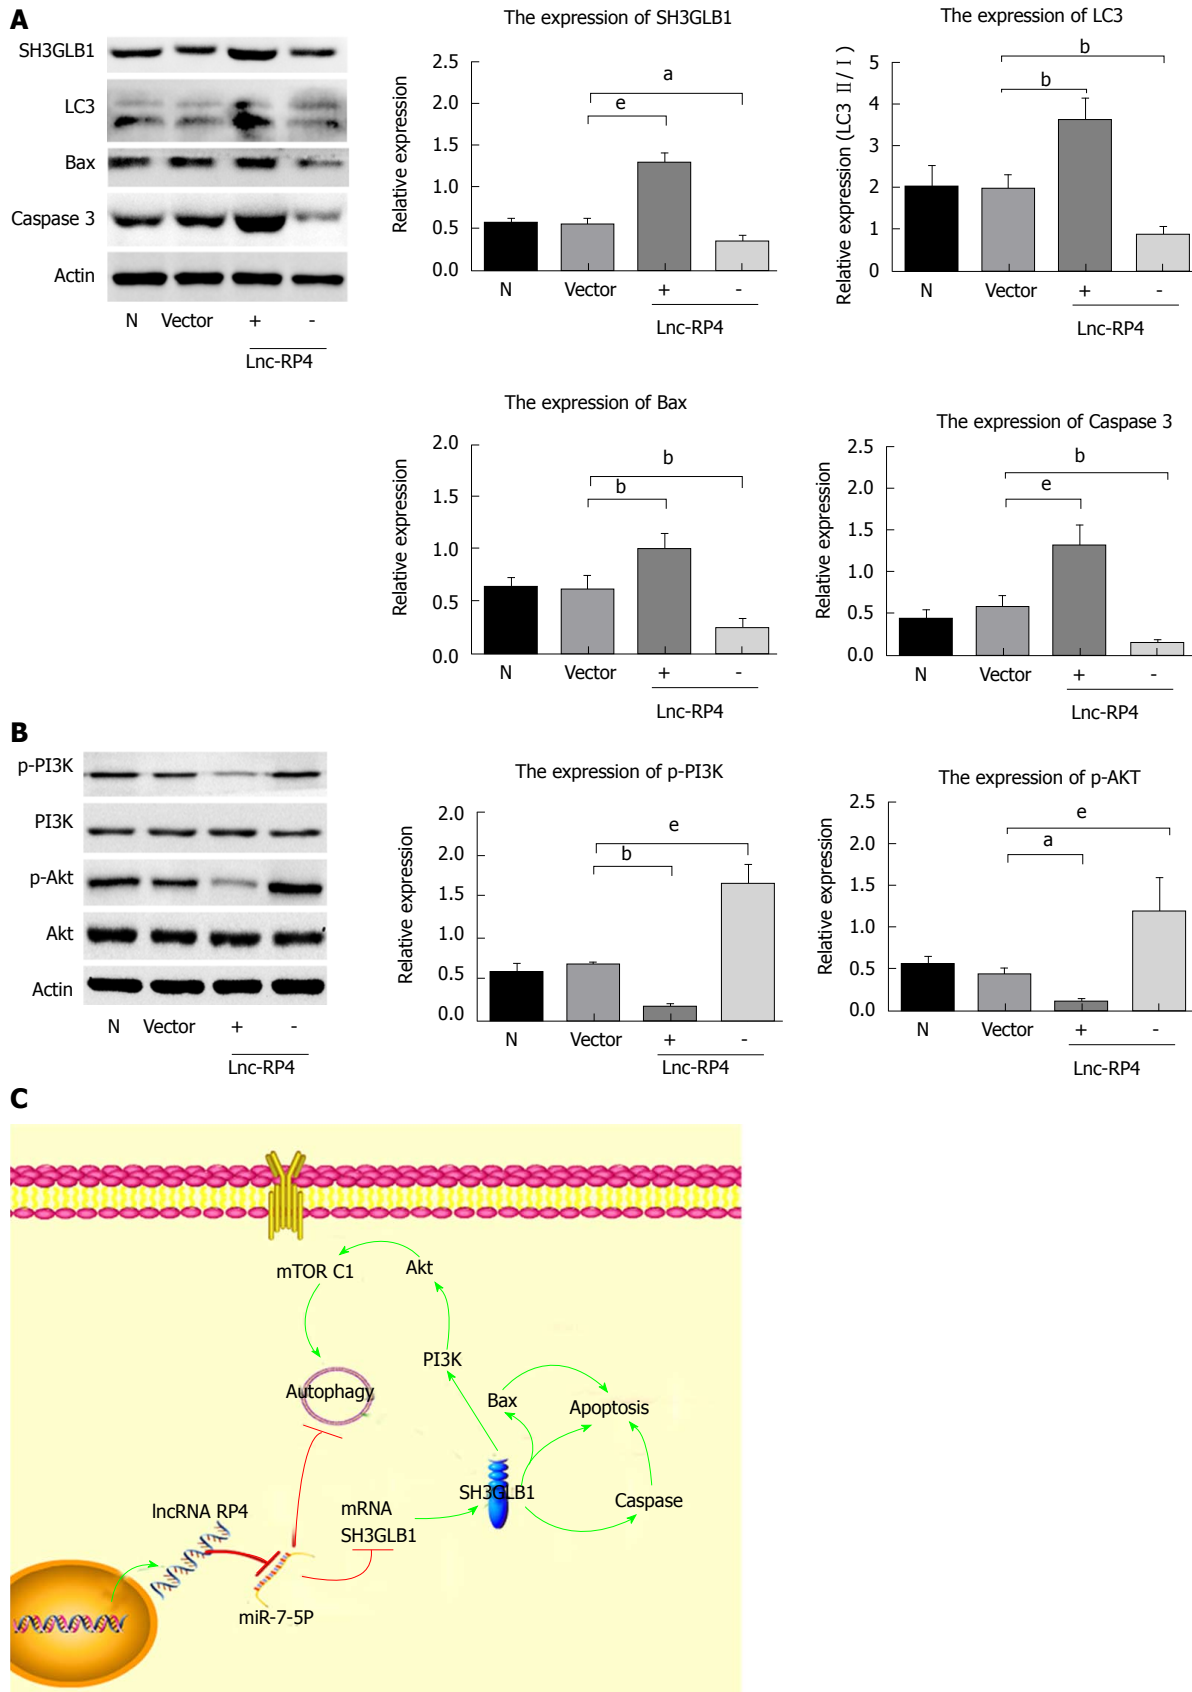 A
SH3GLB1
LC3
Bax
Caspase 3
Actin
N Vector + -
Lnc-RP4
The expression of SH3GLB1
Relative expression
2.5
2.0
1.5
1.0
0.5
0.0
a
e
N Vector + -
Lnc-RP4
The expression of LC3
Relative expression (LC3 II / I )
5
4
3
2
1
0
b
b
N Vector + -
Lnc-RP4
The expression of Bax
Relative expression
2.0
1.5
1.0
0.5
0.0
b
b
N Vector + -
Lnc-RP4
The expression of Caspase 3
Relative expression
2.5
2.0
1.5
1.0
0.5
0.0
b
e
N Vector + -
Lnc-RP4
B
p-PI3K
PI3K
p-Akt
Akt
Actin
N Vector + -
Lnc-RP4
The expression of p-PI3K
Relative expression
2.0
2.0
1.5
1.0
0.5
0.0
e
b
N Vector + -
Lnc-RP4
The expression of p-AKT
Relative expression
2.5
2.0
1.5
1.0
0.5
0.0
e
a
N Vector + -
Lnc-RP4
C
mTOR C1
Akt
PI3K
Autophagy
Bax
Apoptosis
SH3GLB1
Caspase
mRNA
SH3GLB1
lncRNA RP4
miR-7-5P